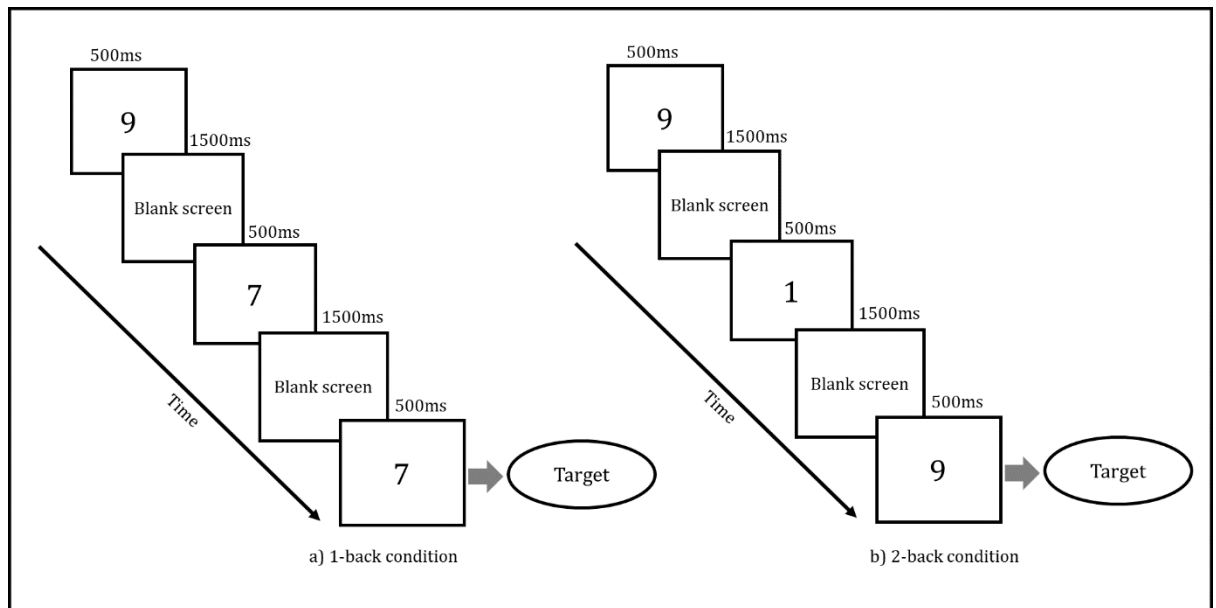 500ms
9
1500ms
Blank screen
500ms
7
1500ms
Blank screen
500ms
7
Target
Time
a) 1-back condition
500ms
9
1500ms
Blank screen
500ms
1
1500ms
Blank screen
500ms
9
Target
Time
b) 2-back condition